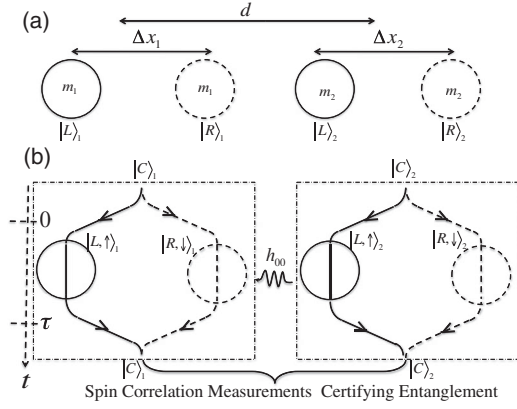 (a)
d
Δx₁ Δx₂
m₁ m₁ m₂ m₂
|L⟩₁ |R⟩₁ |L⟩₂ |R⟩₂
(b)
|C⟩₁ |C⟩₂
0
|L,↑⟩₁ |R,↓⟩₁ h₀₀ |L,↑⟩₂ |R,↓⟩₂
τ
t
|C⟩₁ |C⟩₂
Spin Correlation Measurements Certifying Entanglement